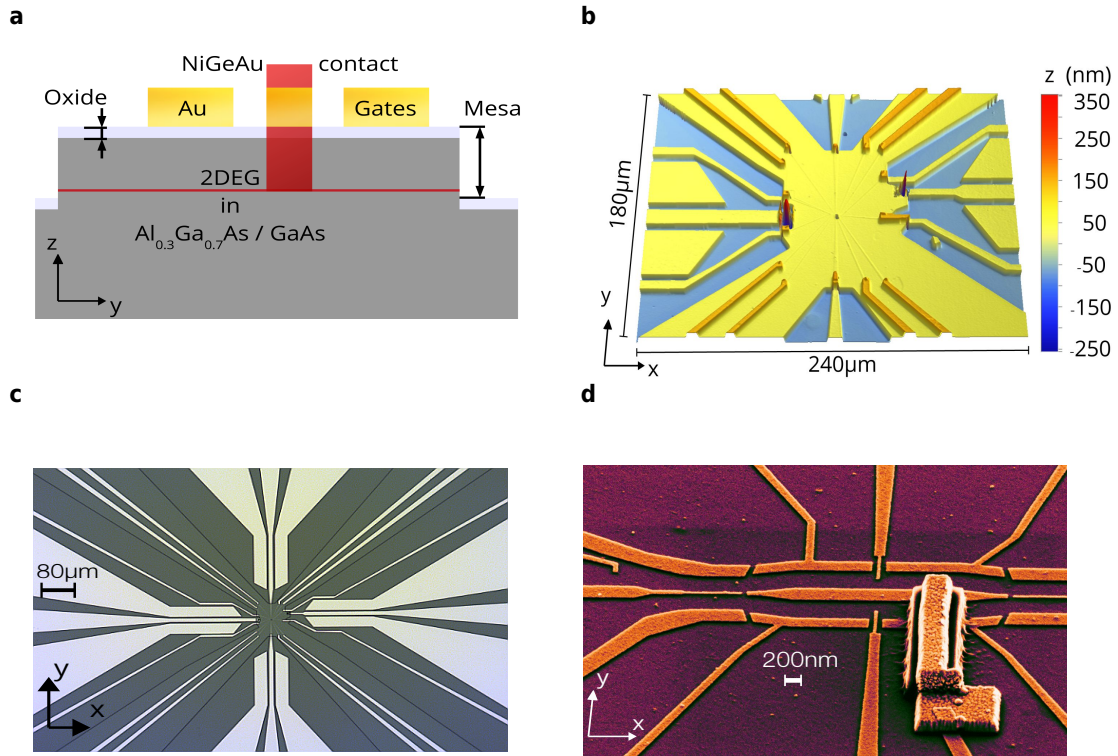 a
NiGeAu contact
Oxide
Au
Gates
Mesa
2DEG
in
Al0.3Ga0.7As / GaAs
z
y
b
z (nm)
350
250
150
50
-50
-150
-250
180μm
y
x
240μm
c
80μm
y
x
d
200nm
y
x